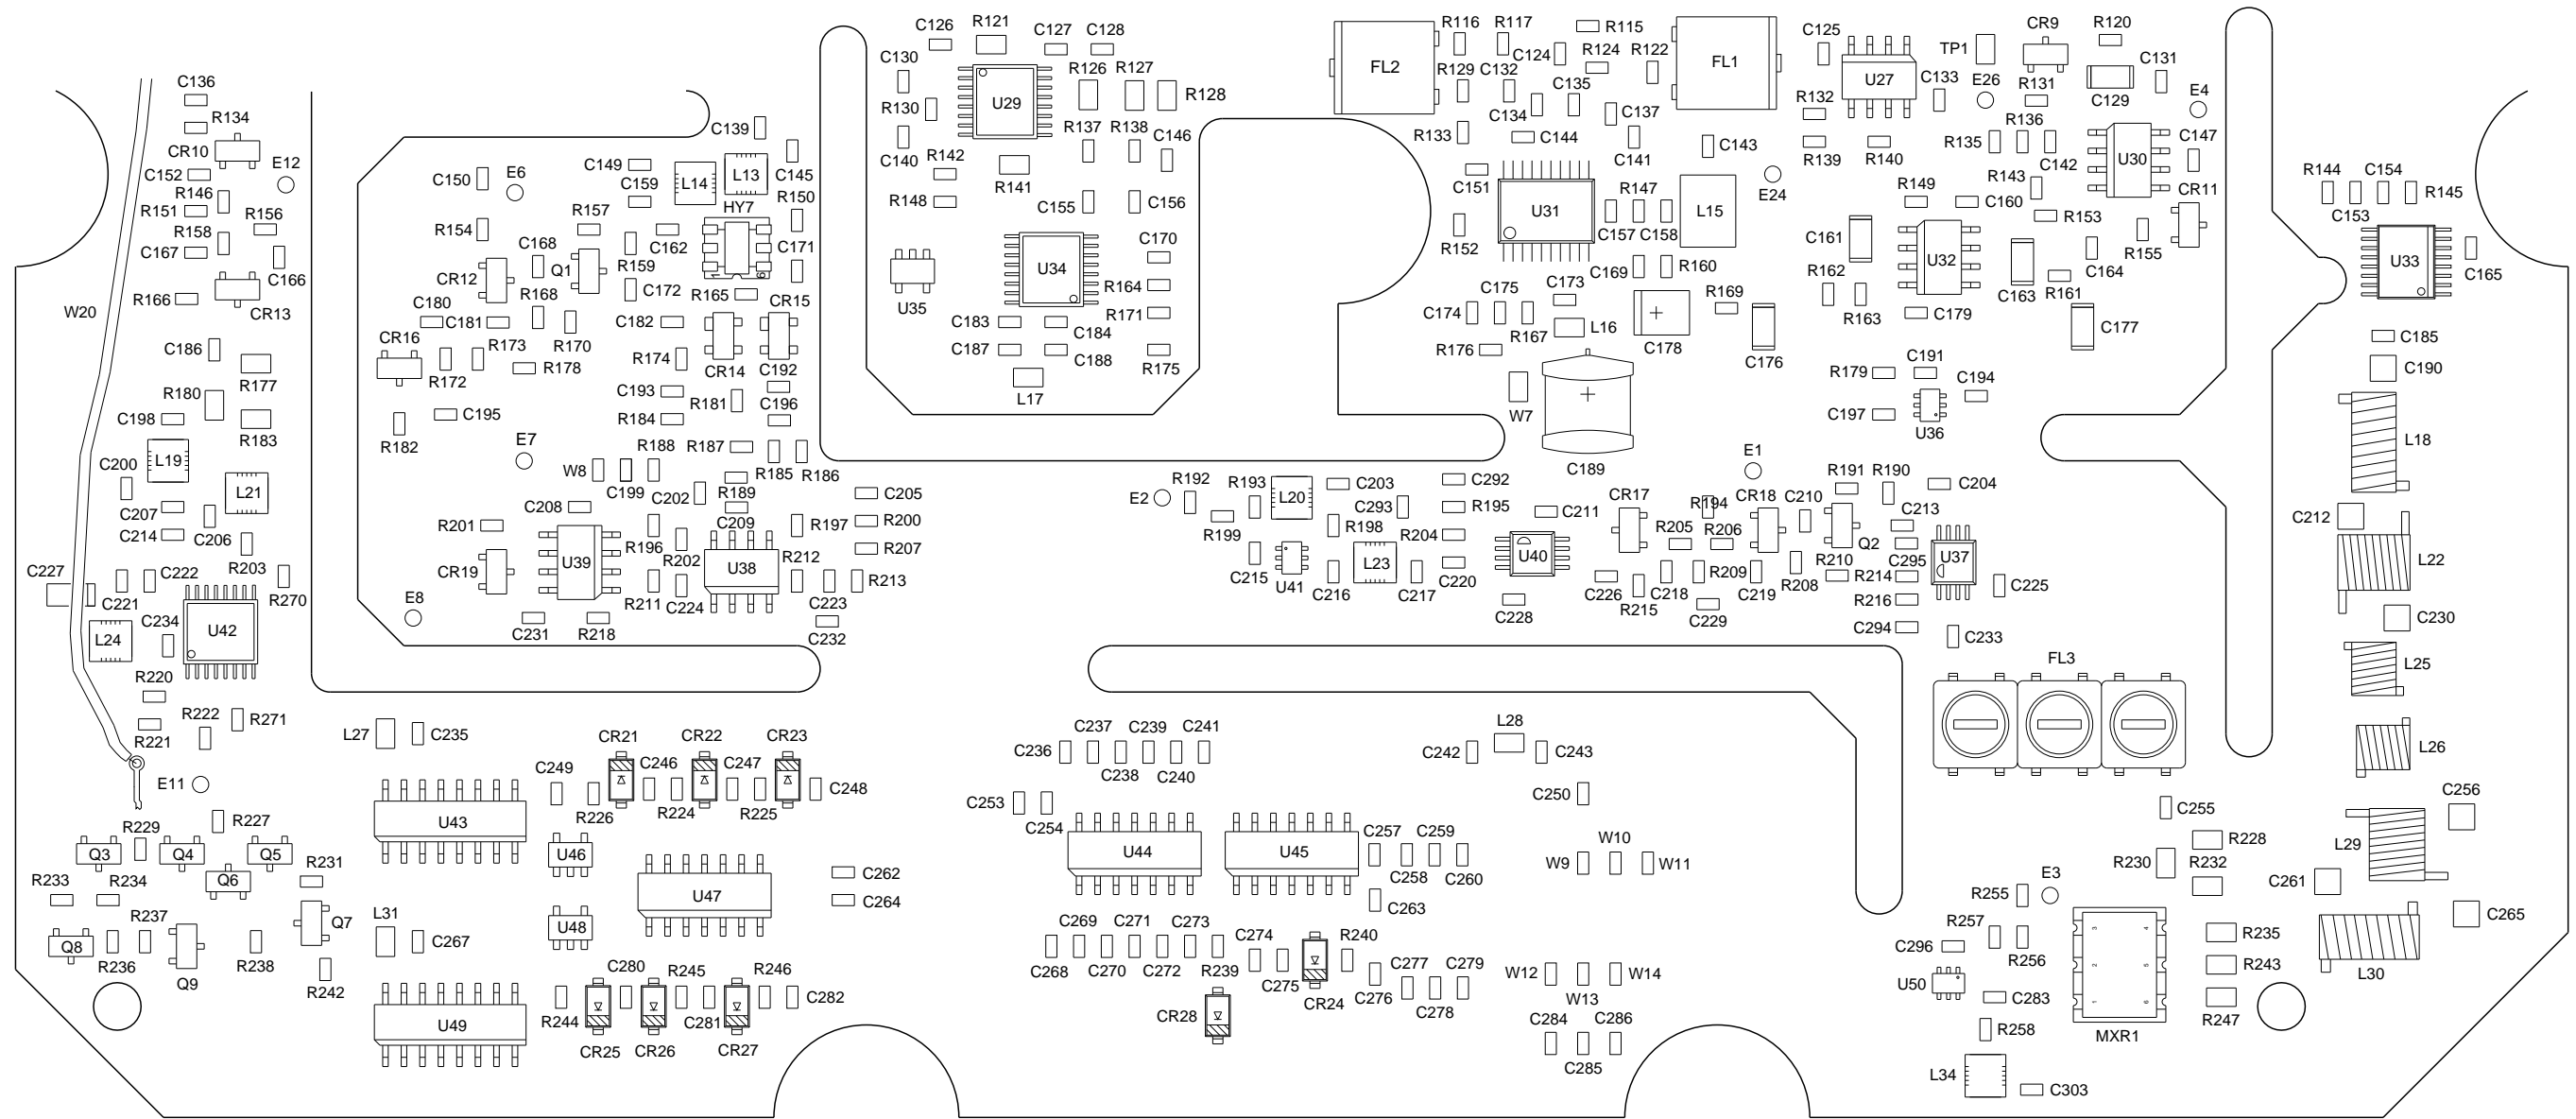 C126 R121 C127 C128 R116 R117 R115 C125 CR9 R120
C130 R126 R127 R128 FL2 C124 R124 R122 FL1 TP1 C131
C136 U29 R129 C132 C135 U27 C133 E26 R131 C129 E4
R134 C139 R130 R137 R138 C146 C134 C137 R132 R136
CR10 E12 C140 R142 R133 C144 C141 C143 R139 R140 R135 C142 U30 C147
C152 C150 E6 C149 L14 L13 C145 R141 C151 E24 R143 CR11 R144 C154
R146 C159 R150 R148 C155 C156 U31 R147 L15 R149 C160 C153 R145
R151 R156 R154 R157 HY7 1 6 C157 C158 R153
R158 C168 C162 C171 C170 R152 C161 U32 R155
C167 C166 CR12 Q1 R159 U34 R164 C169 R160 R162 C163 R161 C164 U33 C165
R166 CR13 C180 R168 C172 R165 CR15 U35 R171 C175 C173 R169 R163 C179 C177
W20 C181 C182 C183 C184 C174 R167 L16 C178 C176 C185
C186 CR16 R173 R170 R174 CR14 C192 C187 C188 R175 R176 C191 C190
R177 R172 R178 C193 R181 C196 L17 W7 + + R179 C194
R180 C198 R183 C195 R184 C197 U36 L18
R182 E7 R188 R187 R185 R186 C189 E1
C200 L19 L21 W8 C199 C202 R189 C205 E2 R192 R193 L20 C203 C292 R191 R190 C204
C207 C208 C209 R200 C293 R195 C211 CR17 R194 CR18 C210 C213 C212
C214 C206 R201 R196 R202 R197 R207 R199 R198 R204 R205 R206 Q2
R203 CR19 U39 U38 R212 C215 U41 L23 U40 R210 C295 U37 L22
C227 C222 R270 R213 C216 C217 C220 R209 R208 R214 C225
C221 E8 R211 C224 C223 C228 C226 R215 C218 C219 R216 C230
L24 C234 U42 C231 R218 C232 C229 C294 C233
R220 FL3 L25
R221 R222 R271 L27 C235 CR21 CR22 CR23 C236 C237 C239 C241 C242 L28 C243 L26
E11 C249 C246 C247 C248 C238 C240
R226 R224 R225 C253 C254 C250 C255 C256
R229 R227 U43 C257 C259 W10 R228
Q3 Q4 Q5 U46 U44 U45 W9 W11 R230 R232 L29
Q6 R231 U47 C262 C258 C260 E3
R233 R234 C264 C263 R255 C261
R237 Q7 L31 U48 C269 C271 C273 C274 R240 R257 3 4 C265
Q8 R238 C267 C296 R235
R236 Q9 R242 C280 R245 R246 C268 C270 C272 R239 C275 CR24 C277 C279 W12 W14 R256 2 5 R243 L30
C282 C276 C278 W13 U50 C283 1 6 R247
U49 R244 C281 CR28 C284 C286 R258 MXR1
CR25 CR26 CR27 C285
L34 C303